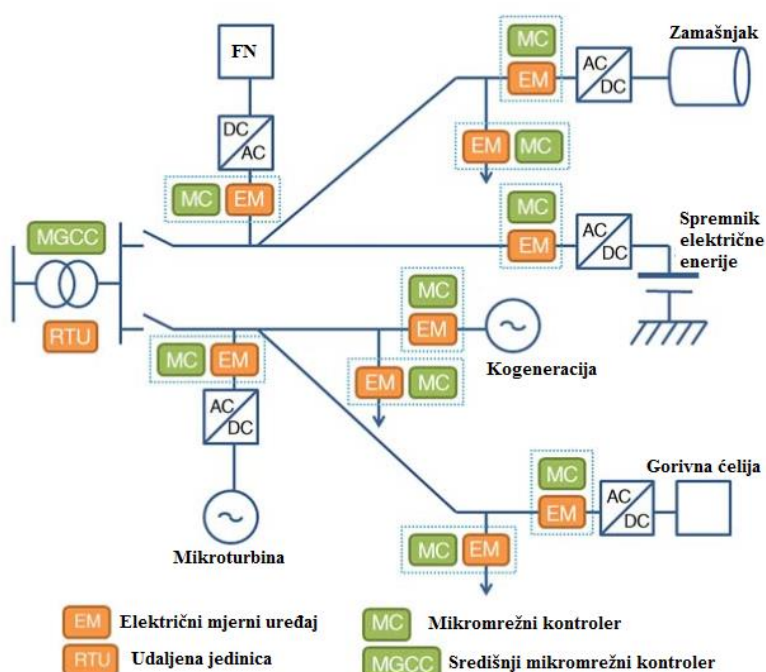 FN
DC
AC
MC EM
MGCC
RTU
MC
EM
AC
DC
Zamašnjak
EM MC
MC
EM
AC
DC
Spremnik
električne
enerije
MC
EM
Kogeneracija
EM MC
MC EM
AC
DC
Mikroturbina
MC
EM
AC
DC
Gorivna ćelija
MC EM
EM Električni mjerni uređaj
MC Mikromrežni kontroler
RTU Udaljena jedinica
MGCC Središnji mikromrežni kontroler